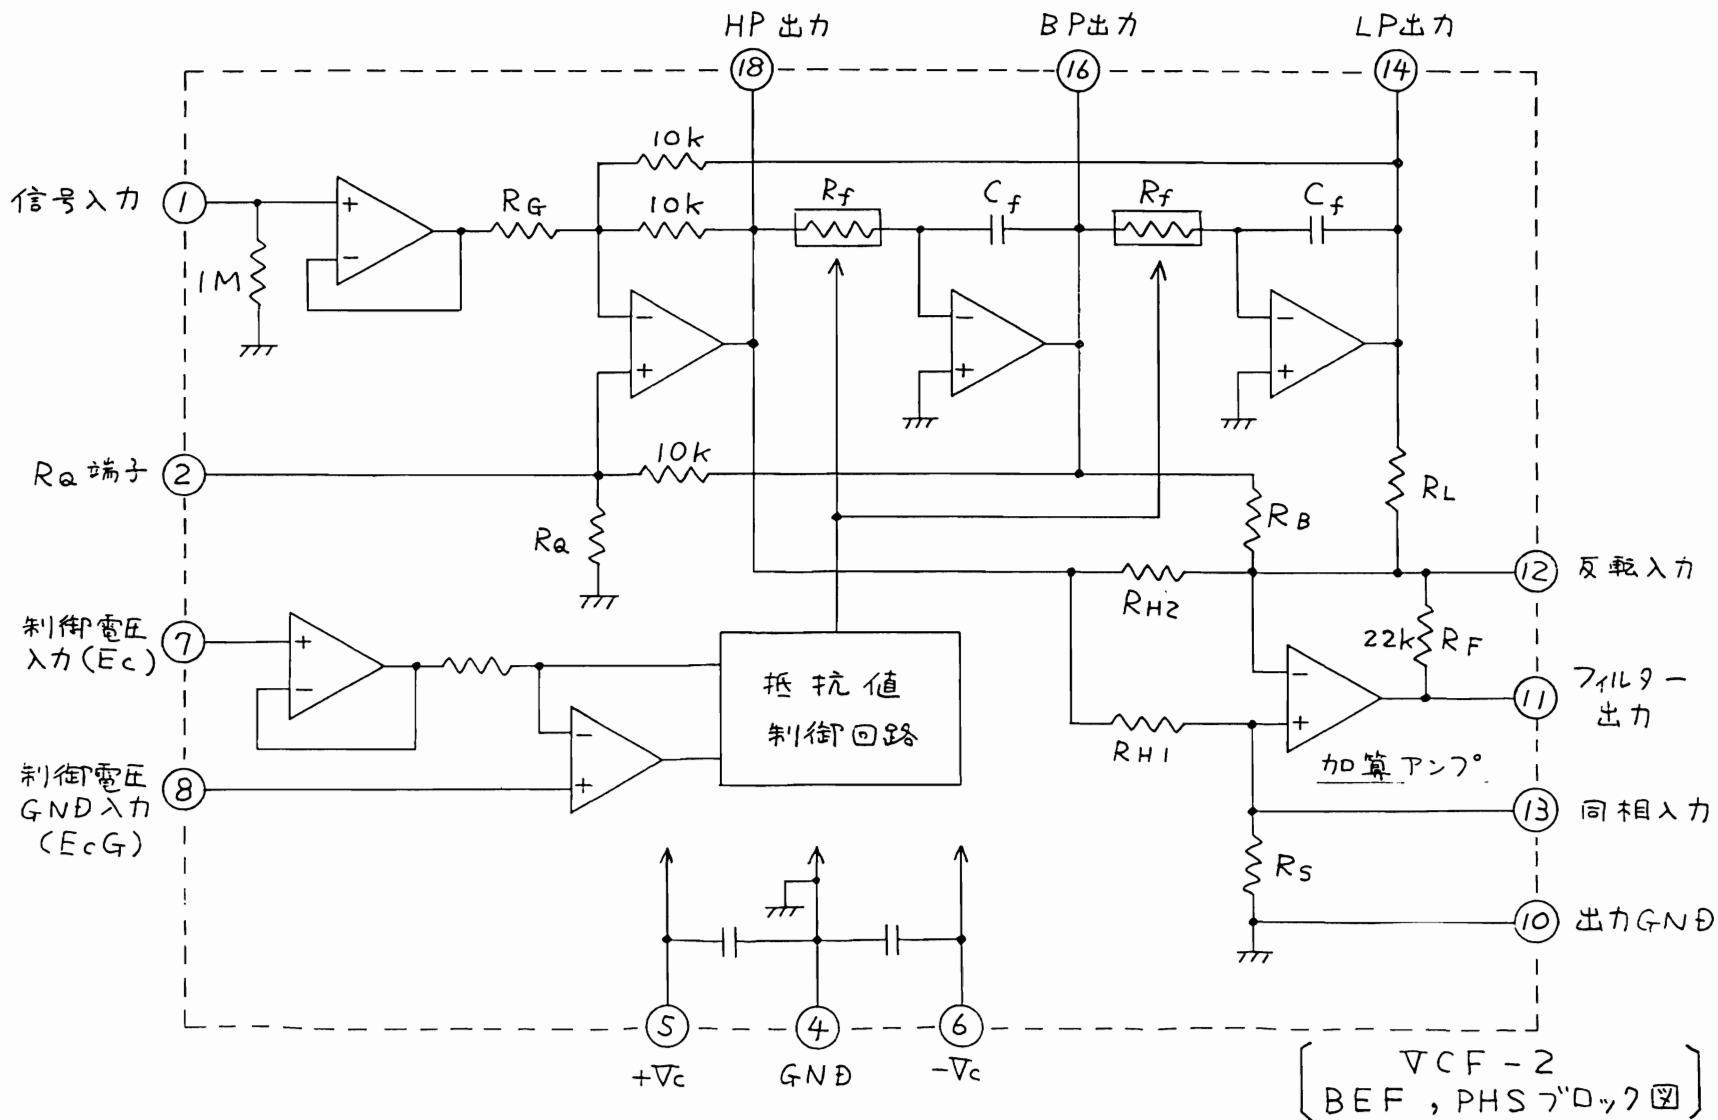 HP出力
BP出力
LP出力
18
16
14
10k
信号入力
1
+
-
RG
10k
Rf
Cf
Rf
Cf
1M
-
+
-
+
-
+
RQ端子
2
10k
RQ
RB
RL
RH2
12
反転入力
制御電圧
入力(Ec)
7
+
-
22k
RF
抵抗値
制御回路
-
+
-
+
11
フィルター
出力
RH1
加算アンプ
制御電圧
GND入力
(EcG)
8
13
同相入力
RS
10
出力GND
5
4
6
+Vc
GND
-Vc
VCF-2
BEF,PHSブロック図